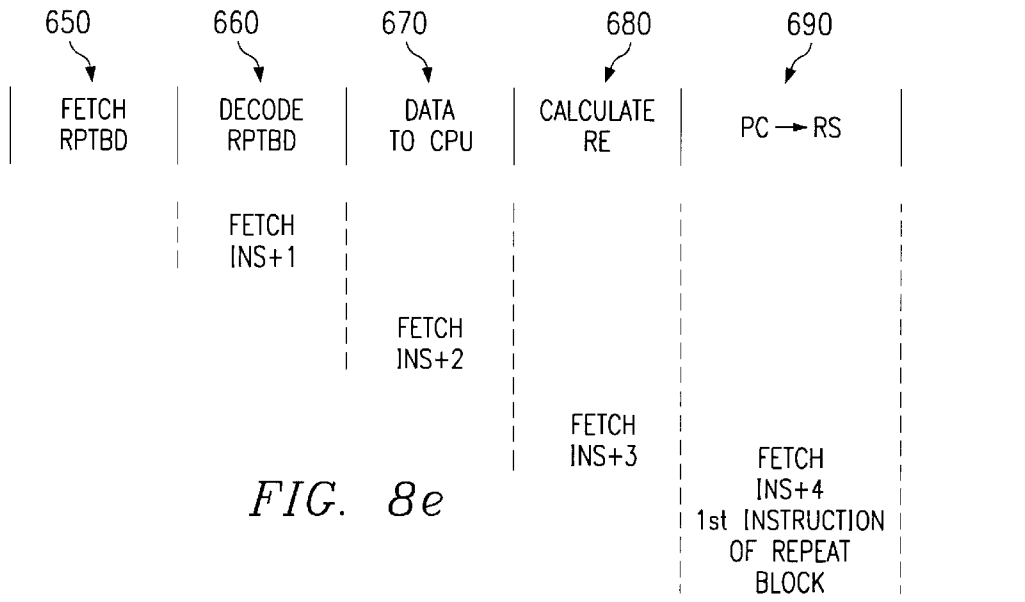 650 660 670 680 690
FETCH RPTBD
DECODE RPTBD
DATA TO CPU
CALCULATE RE
PC → RS
FETCH
INS+1
FETCH
INS+2
FETCH
INS+3
FETCH
INS+4
1st INSTRUCTION
OF REPEAT
BLOCK
FIG. 8e